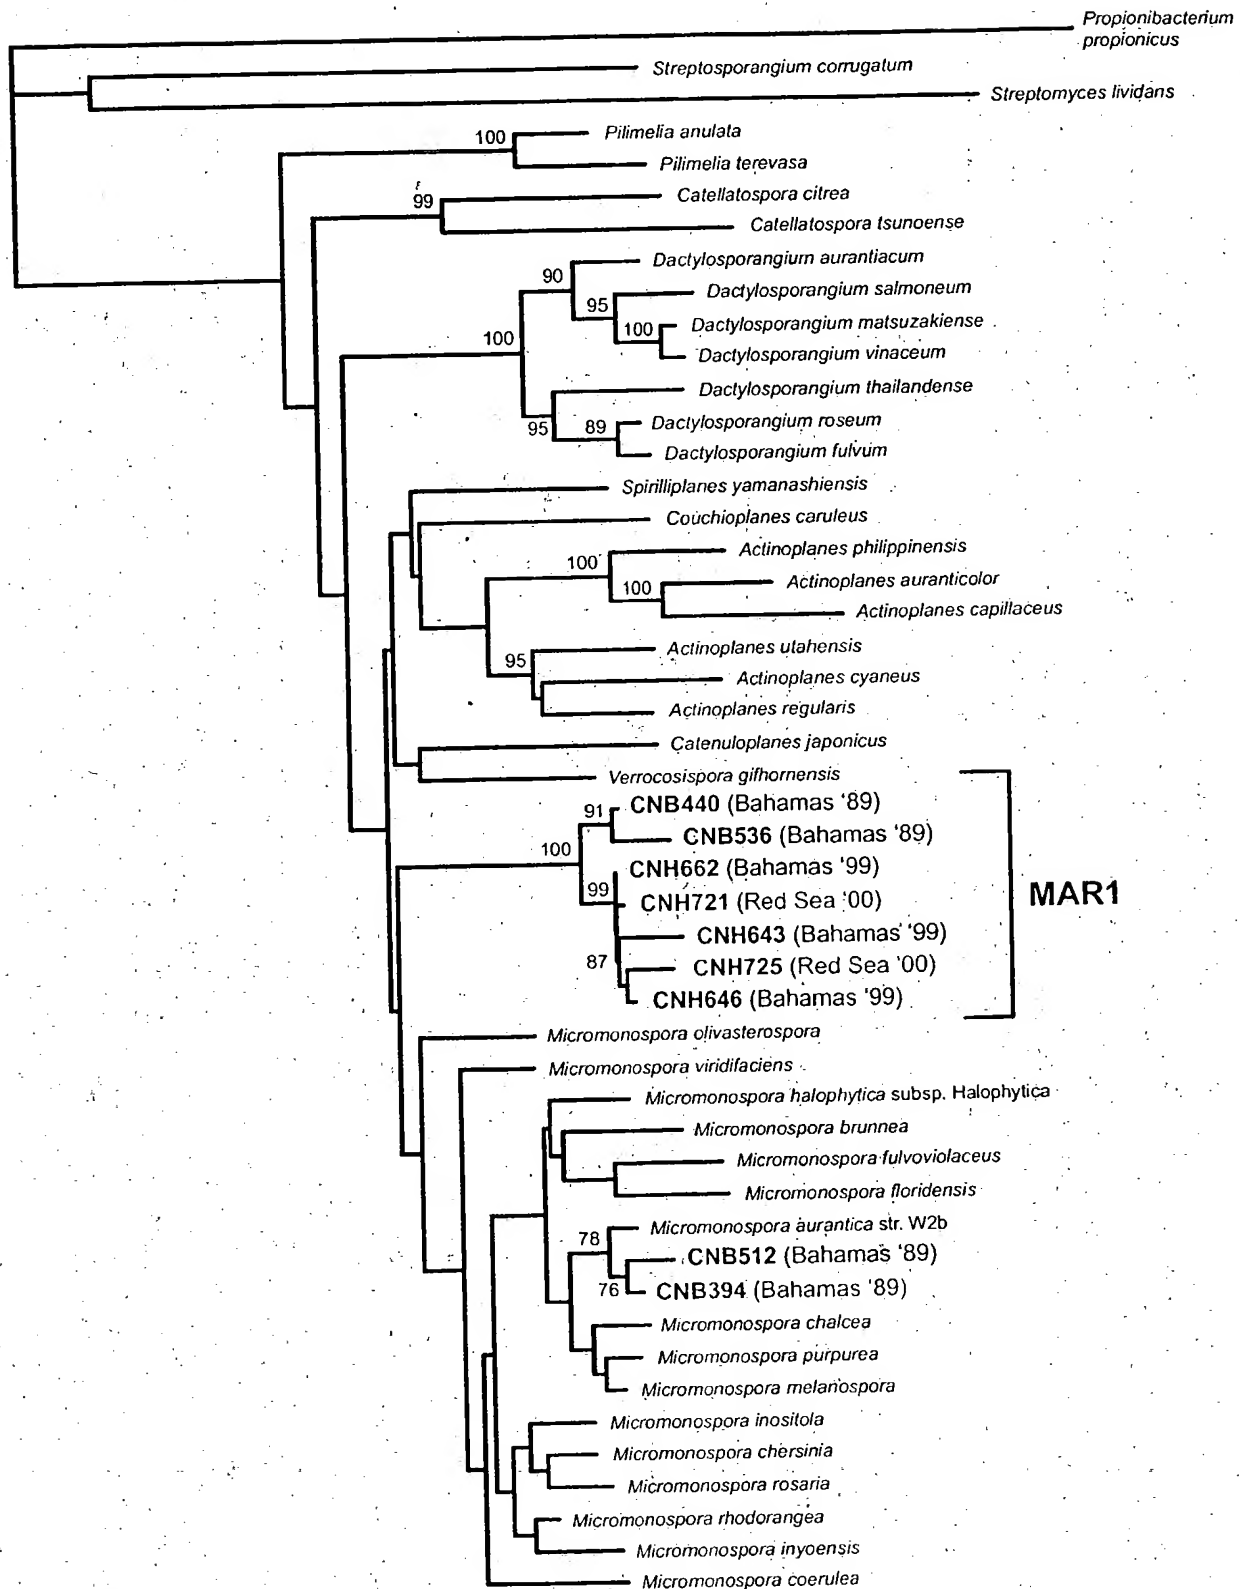 Propionibacterium
propionicus
Streptosporangium corrugatum
Streptomyces lividans
100
Pilimelia anulata
Pilimelia terevasa
99
Catellatospora citrea
Catellatospora tsunoense
Dactylosporangium aurantiacum
90
Dactylosporangium salmoneum
95
100
Dactylosporangium matsuzakiense
100
Dactylosporangium vinaceum
Dactylosporangium thailandense
95
89
Dactylosporangium roseum
Dactylosporangium fulvum
Spirilliplanes yamanashiensis
Couchioplanes caruleus
Actinoplanes philippinensis
100
100
Actinoplanes auranticolor
Actinoplanes capillaceus
Actinoplanes utahensis
95
Actinoplanes cyaneus
Actinoplanes regularis
Catenuloplanes japonicus
Verrocosispora gifhornensis
91
CNB440 (Bahamas '89)
CNB536 (Bahamas '89)
100
CNH662 (Bahamas '99)
99
CNH721 (Red Sea '00)
MAR1
CNH643 (Bahamas '99)
87
CNH725 (Red Sea '00)
CNH646 (Bahamas '99)
Micromonospora olivasterospora
Micromonospora viridifaciens
Micromonospora halophytica subsp. Halophytica
Micromonospora brunnea
Micromonospora fulvoviolaceus
Micromonospora floridensis
Micromonospora aurantica str. W2b
78
CNB512 (Bahamas '89)
76
CNB394 (Bahamas '89)
Micromonospora chalcea
Micromonospora purpurea
Micromonospora melanospora
Micromonospora inositola
Micromonospora chersinia
Micromonospora rosaria
Micromonospora rhodorangea
Micromonospora inyoensis
Micromonospora coerulea